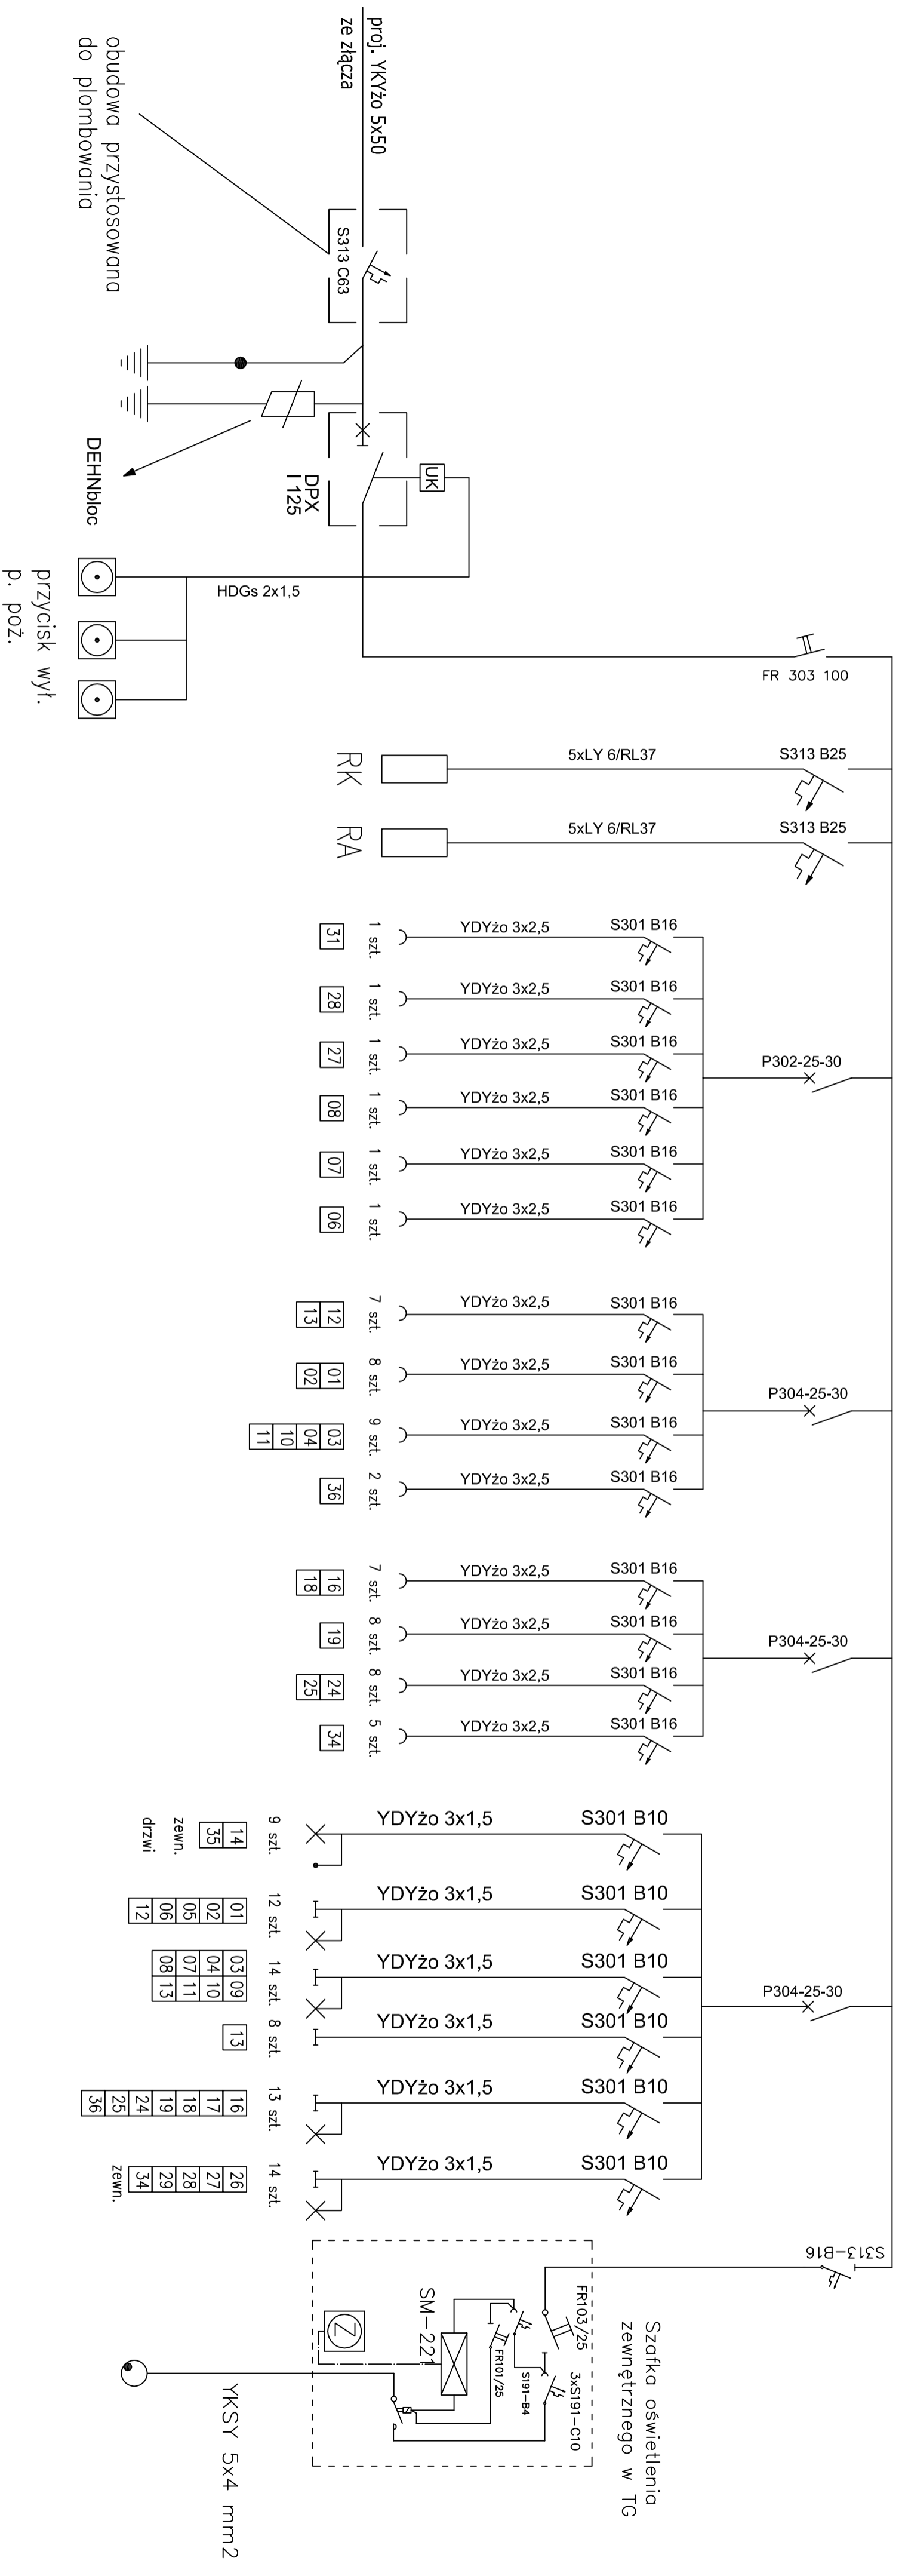 proj. YKYżo 5x50
ze złącza
obudowa przystosowana
do plombowania
S313 C63
DEHNbloc
UK
DPX
I 125
HDGs 2x1,5
przycisk wył.
p. poż.
FR 303 100
S313 B25
5xLY 6/RL37
RK
S313 B25
5xLY 6/RL37
RA
P302-25-30
S301 B16
YDYżo 3x2,5
1 szt.
31
S301 B16
YDYżo 3x2,5
1 szt.
28
S301 B16
YDYżo 3x2,5
1 szt.
27
S301 B16
YDYżo 3x2,5
1 szt.
08
S301 B16
YDYżo 3x2,5
1 szt.
07
S301 B16
YDYżo 3x2,5
1 szt.
06
P304-25-30
S301 B16
YDYżo 3x2,5
7 szt.
12
13
S301 B16
YDYżo 3x2,5
8 szt.
01
02
S301 B16
YDYżo 3x2,5
9 szt.
03
04
10
11
S301 B16
YDYżo 3x2,5
2 szt.
36
P304-25-30
S301 B16
YDYżo 3x2,5
7 szt.
16
18
S301 B16
YDYżo 3x2,5
8 szt.
19
S301 B16
YDYżo 3x2,5
8 szt.
24
25
S301 B16
YDYżo 3x2,5
5 szt.
34
P304-25-30
S301 B10
YDYżo 3x1,5
9 szt.
14
35
zewn.
drzwi
S301 B10
YDYżo 3x1,5
12 szt.
01
02
05
06
12
S301 B10
YDYżo 3x1,5
14 szt.
03 09
04 10
07 11
08 13
S301 B10
YDYżo 3x1,5
8 szt.
13
S301 B10
YDYżo 3x1,5
13 szt.
16
17
18
19
24
25
36
S301 B10
YDYżo 3x1,5
14 szt.
26
27
28
29
34
zewn.
S313-B16
Szafka oświetlenia
zewnętrznego w TG
FR103/25
3xS191-C10
S191-B4
FR101/25
SM-221
Z
YKSY 5x4 mm2